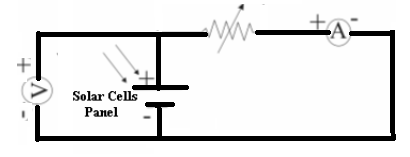 + A -
+
V
-
+
Solar Cells
Panel
-